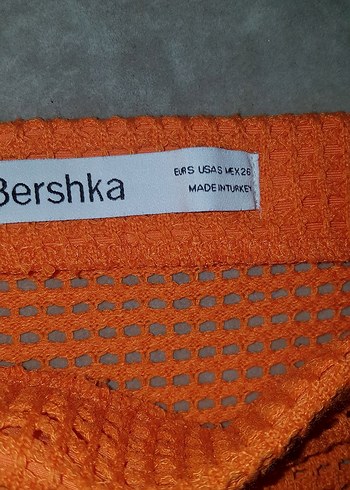 Bershka
EUR S USA S MEX 26
MADE IN TURKEY